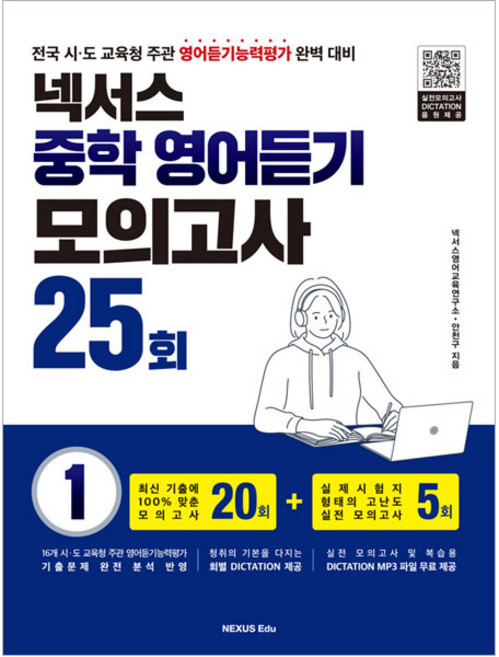 전국 시·도 교육청 주관 영어듣기능력평가 완벽 대비
실전모의고사
DICTATION
음원제공
넥서스
중학 영어듣기
모의고사
25회
넥서스영어교육연구소·안천구 지음
1
최신 기출에
100% 맞춘
모의고사
20회
+
실제시험지
형태의 고난도
실전 모의고사
5회
16개 시·도 교육청 주관 영어듣기능력평가
기출문제 완전 분석 반영
청취의 기본을 다지는
회별 DICTATION 제공
실전 모의고사 및 복습용
DICTATION MP3 파일 무료 제공
NEXUS Edu